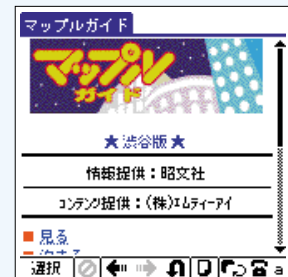 マップルガイド
マップル
ガイド
★渋谷版★
情報提供：昭文社
コンテンツ提供：(株)エムティーアイ
■見る
選択
a